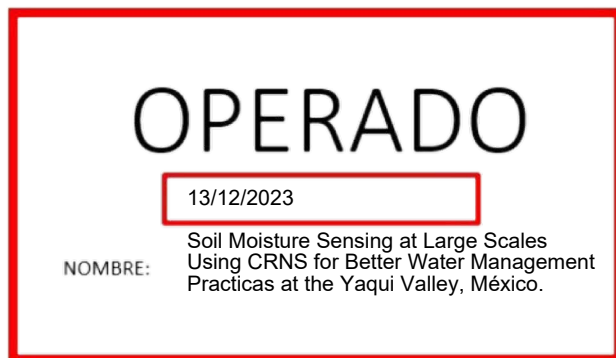 OPERADO
13/12/2023
Soil Moisture Sensing at Large Scales
NOMBRE: Using CRNS for Better Water Management
Practicas at the Yaqui Valley, México.